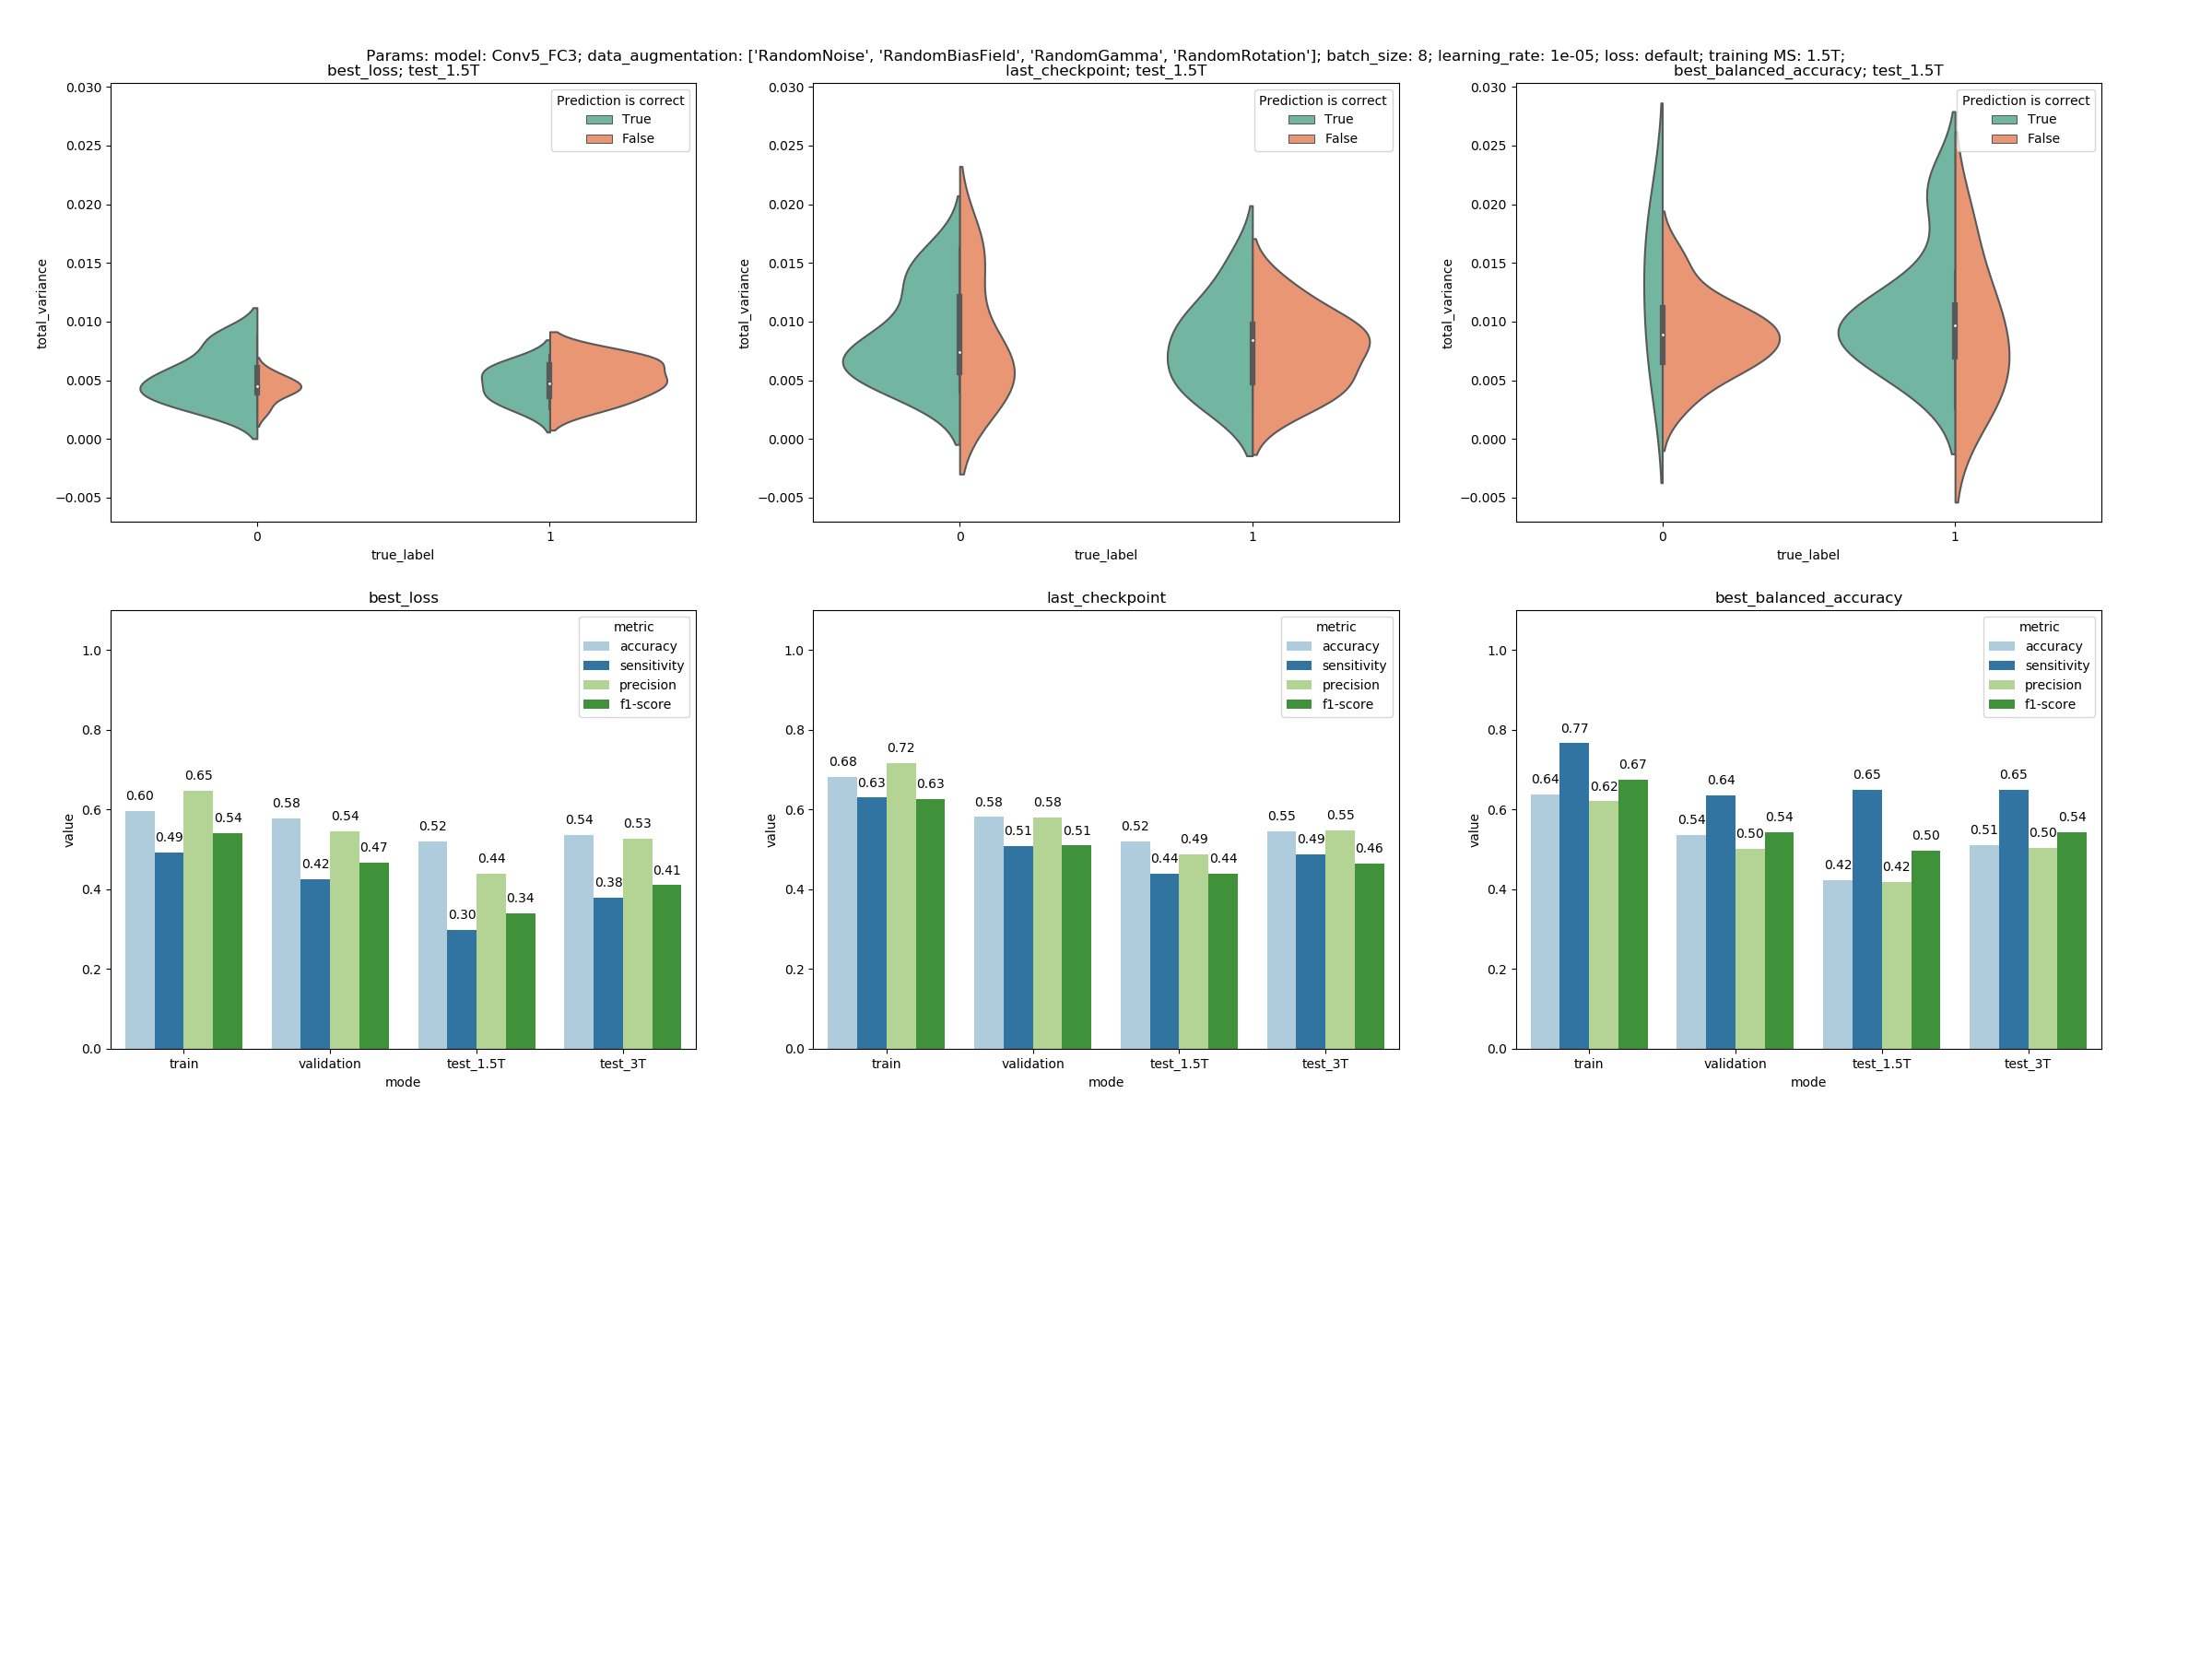 Params: model: Conv5_FC3; data_augmentation: ['RandomNoise', 'RandomBiasField', 'RandomGamma', 'RandomRotation']; batch_size: 8; learning_rate: 1e-05; loss: default; training MS: 1.5T;
best_loss; test_1.5T
0.030
0.025
0.020
0.015
0.010
0.005
0.000
−0.005
total_variance
Prediction is correct
True
False
0 1
true_label
last_checkpoint; test_1.5T
0.030
0.025
0.020
0.015
0.010
0.005
0.000
−0.005
total_variance
Prediction is correct
True
False
0 1
true_label
best_balanced_accuracy; test_1.5T
0.030
0.025
0.020
0.015
0.010
0.005
0.000
−0.005
total_variance
Prediction is correct
True
False
0 1
true_label
best_loss
1.0
0.8
0.6
0.4
0.2
0.0
value
metric
accuracy
sensitivity
precision
f1-score
0.60 0.49 0.65 0.54
0.58 0.42 0.54 0.47
0.52 0.30 0.44 0.34
0.54 0.38 0.53 0.41
train validation test_1.5T test_3T
mode
last_checkpoint
1.0
0.8
0.6
0.4
0.2
0.0
value
metric
accuracy
sensitivity
precision
f1-score
0.68 0.63 0.72 0.63
0.58 0.51 0.58 0.51
0.52 0.44 0.49 0.44
0.55 0.49 0.55 0.46
train validation test_1.5T test_3T
mode
best_balanced_accuracy
1.0
0.8
0.6
0.4
0.2
0.0
value
metric
accuracy
sensitivity
precision
f1-score
0.64 0.77 0.62 0.67
0.54 0.64 0.50 0.54
0.42 0.65 0.42 0.50
0.51 0.65 0.50 0.54
train validation test_1.5T test_3T
mode